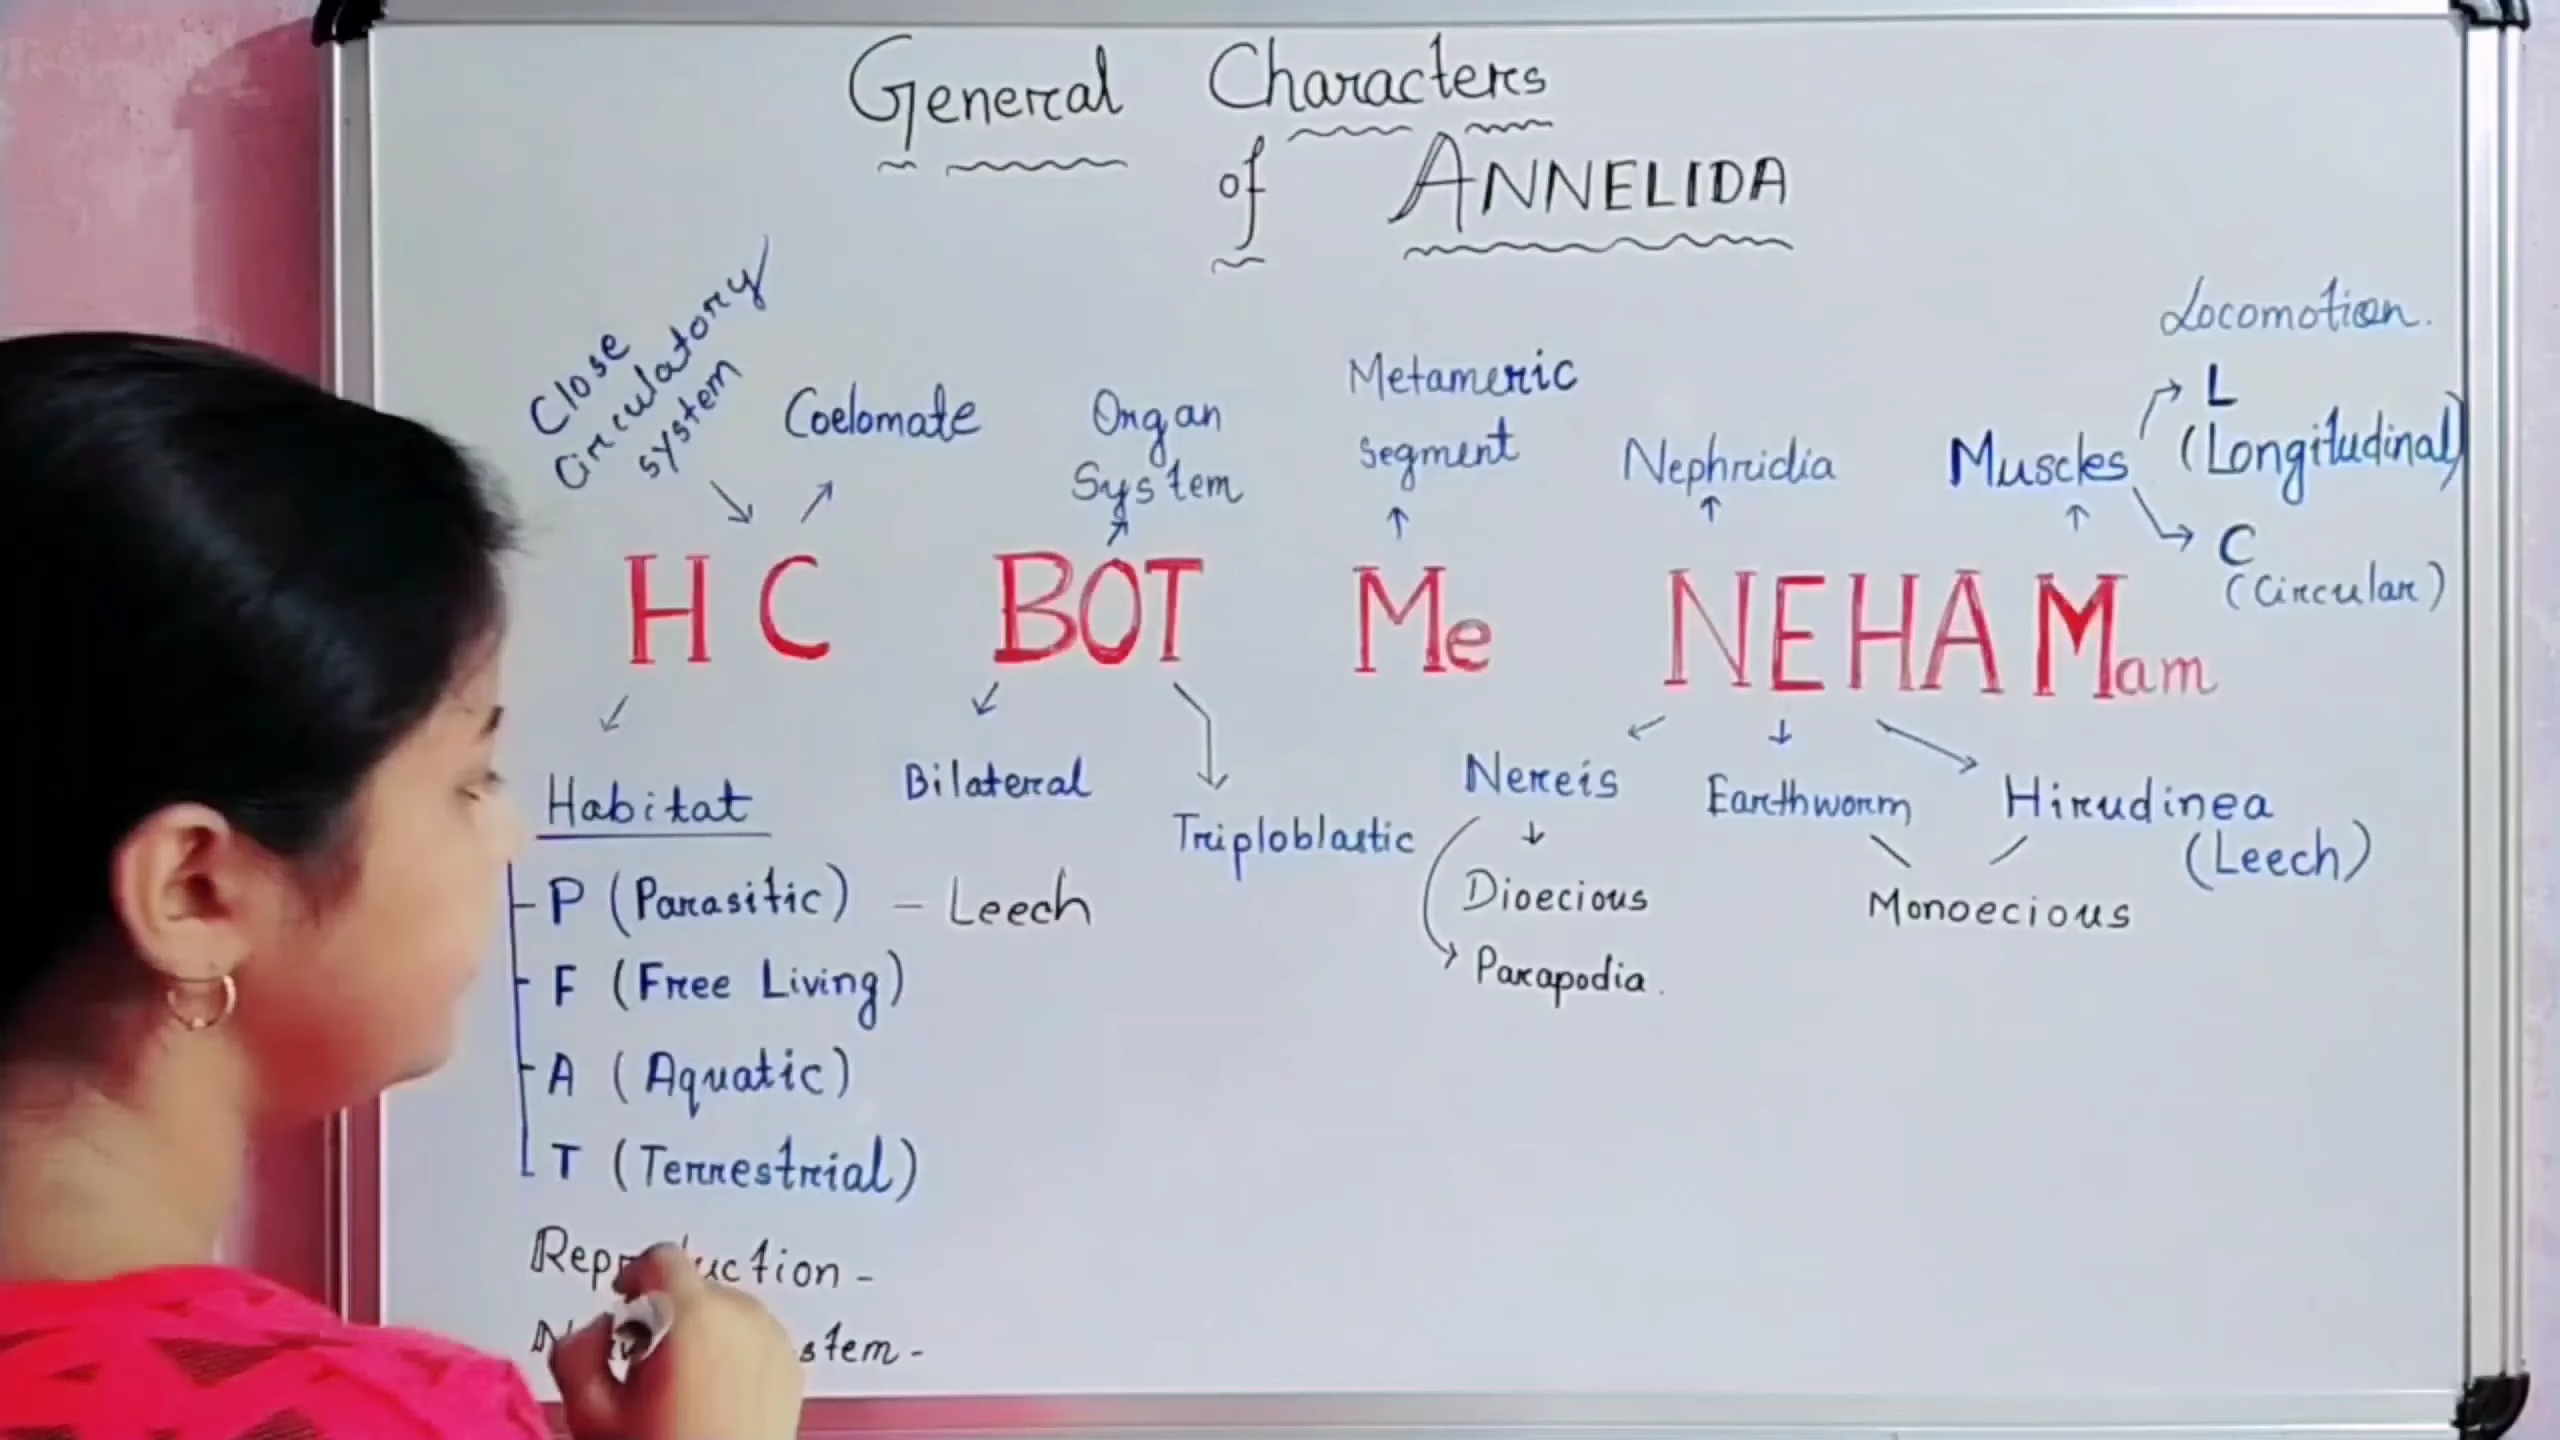 General Characters
of ANNELIDA
Close
Circulatory
system
Coelomate
Organ
System
Metameric
segment
Nephridia
Muscles
Locomotion.
L
(Longitudinal)
C
(Circular)
H C BOT Me NEHA Mam
Habitat
P (Parasitic) - Leech
F (Free Living)
A (Aquatic)
T (Terrestrial)
Bilateral
Triploblastic
Nereis
Dioecious
Parapodia.
Earthworm
Hirudinea
(Leech)
Monoecious
Reproduction -